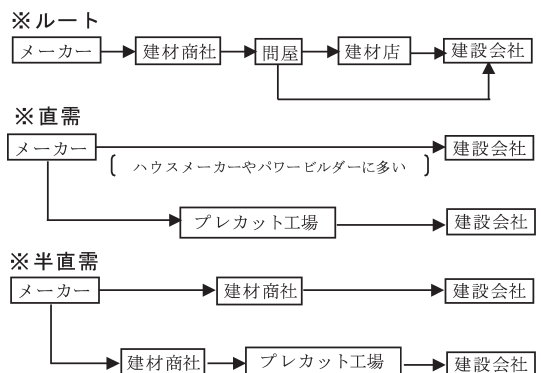 ※ルート
メーカー 建材商社 問屋 建材店 建設会社
※直需
メーカー 建設会社
〔ハウスメーカーやパワービルダーに多い〕
プレカット工場 建設会社
※半直需
メーカー 建材商社 建設会社
建材商社 プレカット工場 建設会社